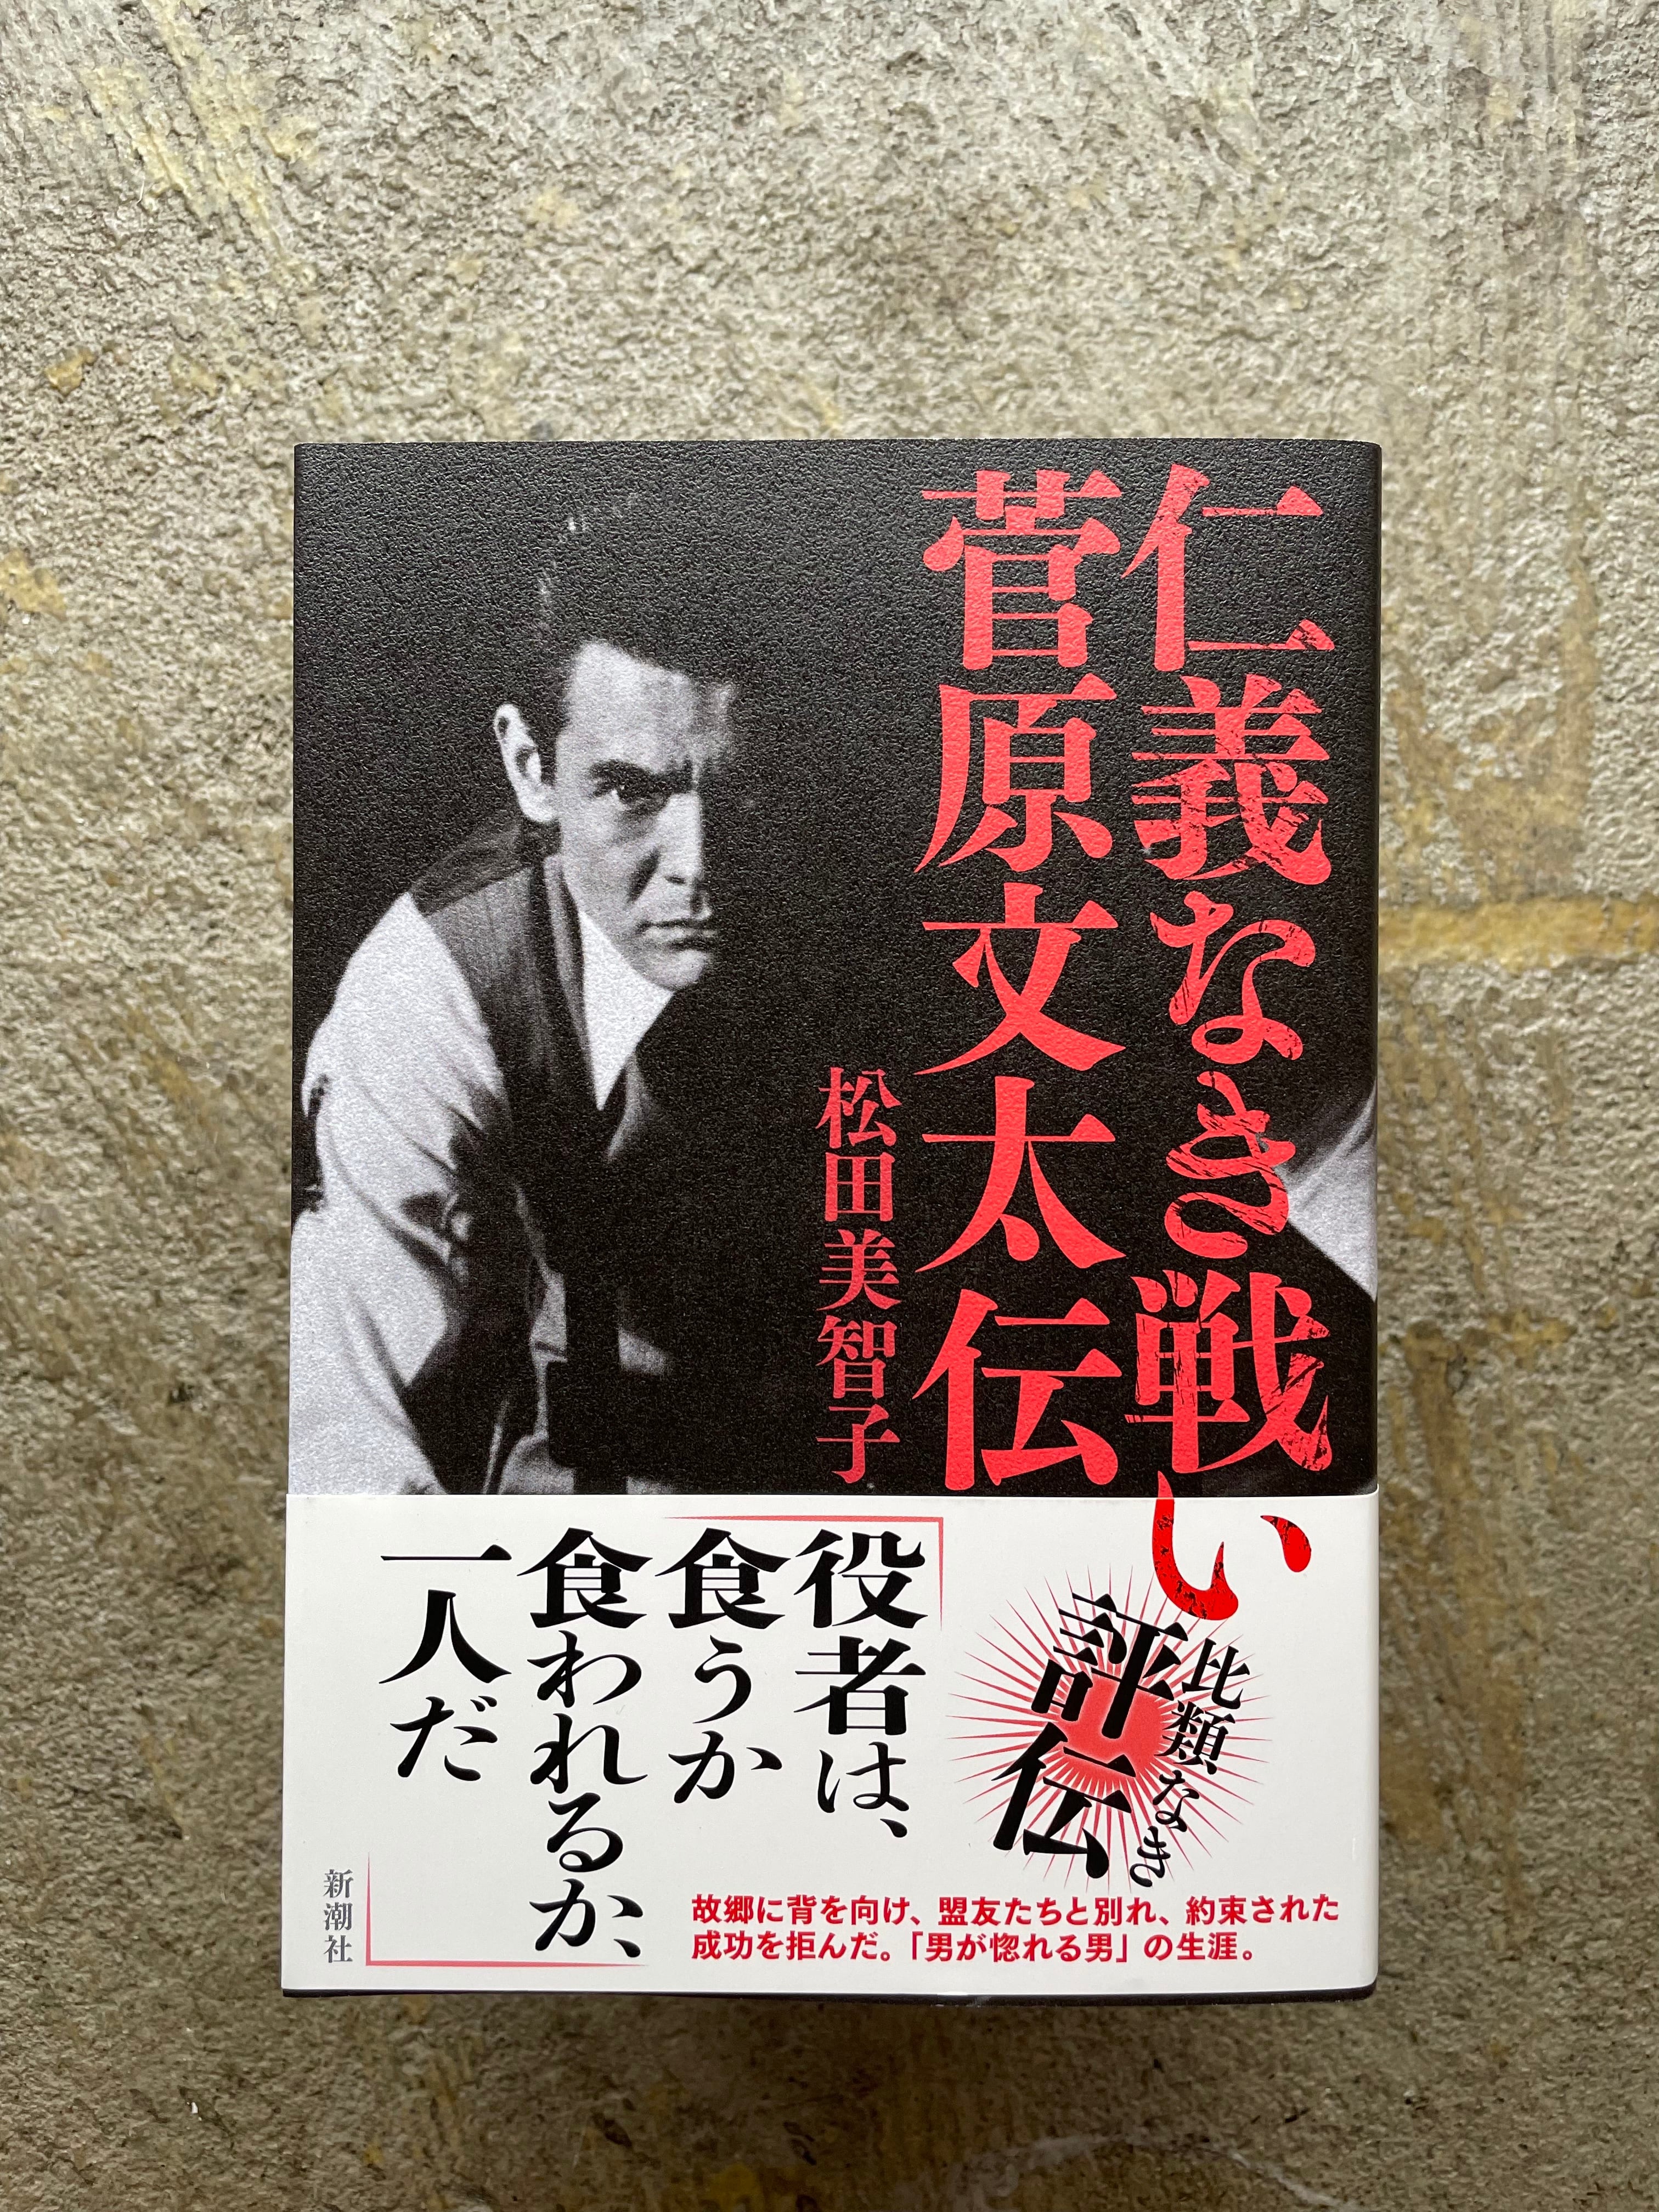 仁義なき戦い
菅原文太伝
松田美智子
比類なき
評伝
「役者は、
食うか
食われるか、
一人だ」
故郷に背を向け、盟友たちと別れ、約束された
成功を拒んだ。「男が惚れる男」の生涯。
新潮社